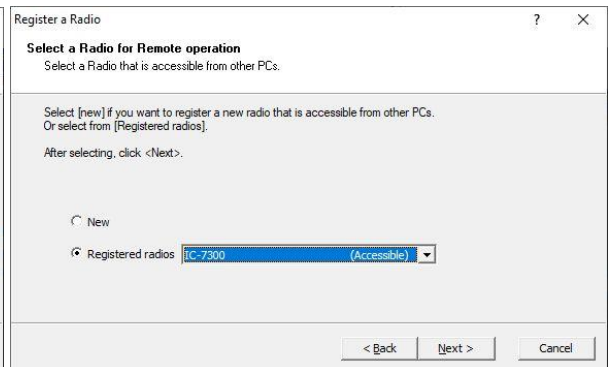 Register a Radio ? ×
Select a Radio for Remote operation
Select a Radio that is accessible from other PCs.
Select [new] if you want to register a new radio that is accessible from other PCs.
Or select from [Registered radios].
After selecting, click <Next>.
New
Registered radios IC-7300 (Accessible)
< Back Next > Cancel